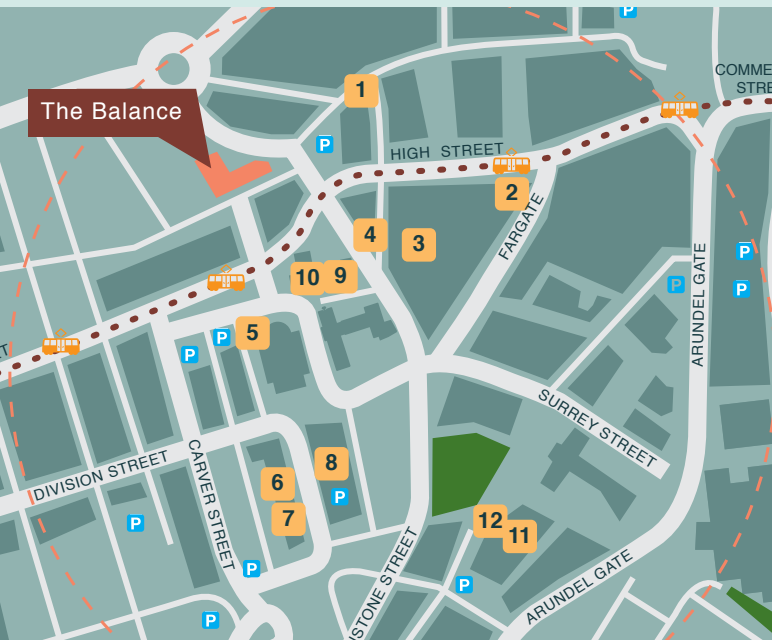 P
COMME
STRE
1
The Balance
P
HIGH STREET
2
FARGATE
4
3
10
9
P
P
P
ARUNDEL GATE
5
P
P
SURREY STREET
DIVISION STREET
CARVER STREET
8
6
P
7
12
11
P
P
P
P
STONE STREET
ARUNDEL GATE